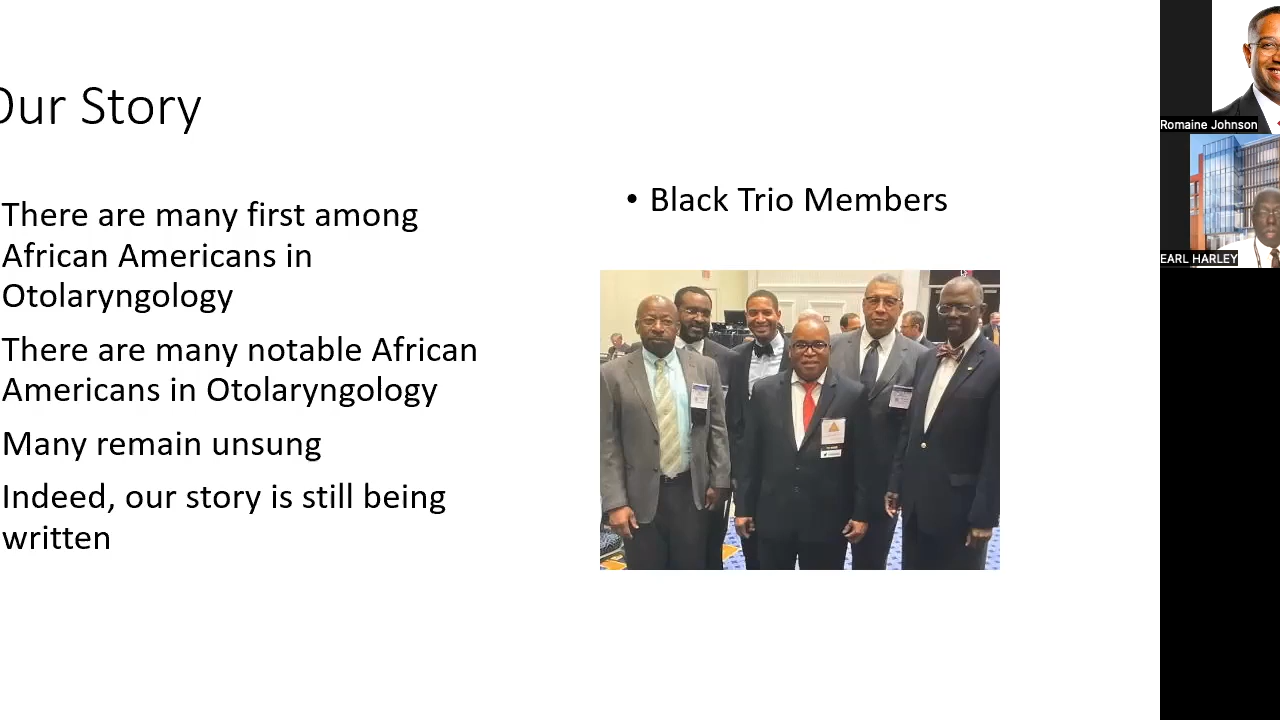 Our Story
There are many first among
African Americans in
Otolaryngology
There are many notable African
Americans in Otolaryngology
Many remain unsung
Indeed, our story is still being
written
• Black Trio Members
Romaine Johnson
EARL HARLEY